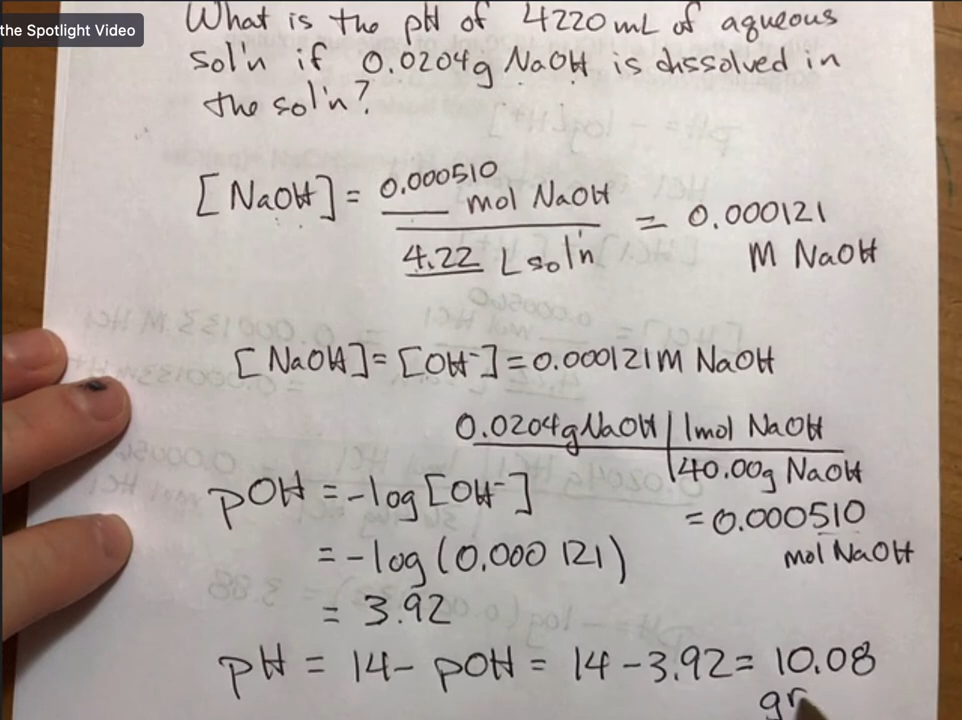 the Spotlight Video
What is the pH of 4220 mL of aqueous
sol'n if 0.0204g NaOH is dissolved in
the sol'n?
[NaOH] = 0.000510 mol NaOH / 4.22 L sol'n = 0.000121
M NaOH
[NaOH] = [OH⁻] = 0.000121M NaOH
0.0204g NaOH | 1mol NaOH
| 40.00g NaOH
= 0.000510
mol NaOH
pOH = -log [OH⁻]
= -log (0.000121)
= 3.92
pH = 14 - pOH = 14 - 3.92 = 10.08
gr